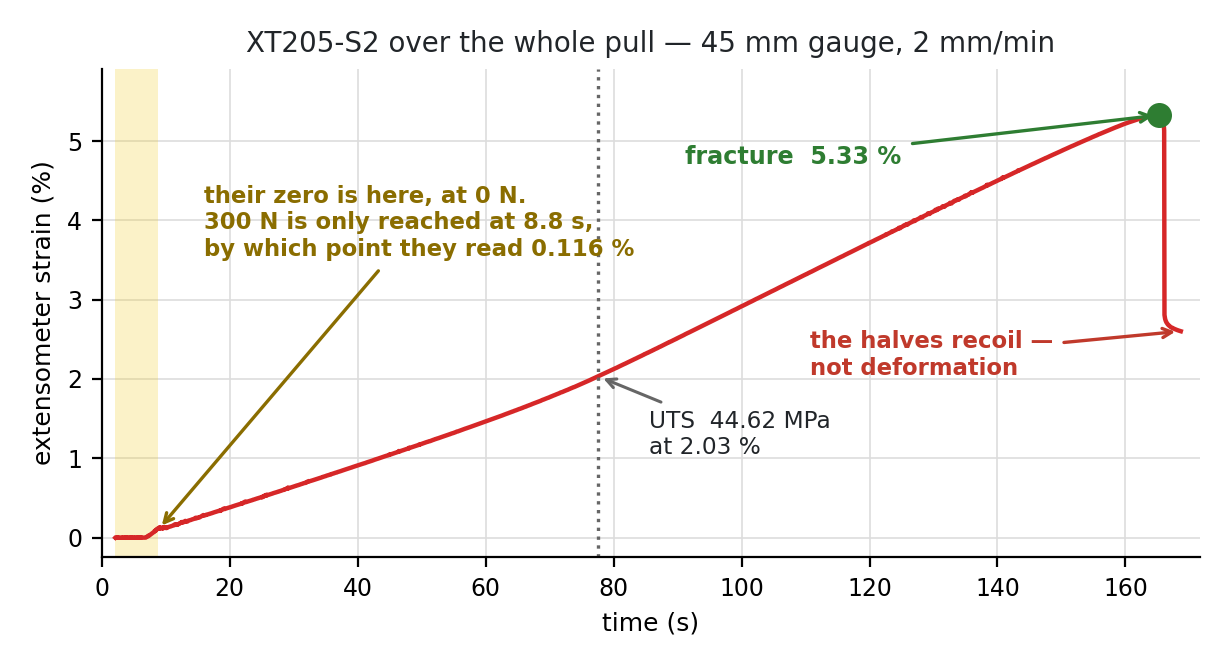 XT205-S2 over the whole pull — 45 mm gauge, 2 mm/min
extensometer strain (%)
5
4
3
2
1
0
their zero is here, at 0 N.
300 N is only reached at 8.8 s,
by which point they read 0.116 %
fracture  5.33 %
the halves recoil —
not deformation
UTS  44.62 MPa
at 2.03 %
0
20
40
60
80
100
120
140
160
time (s)